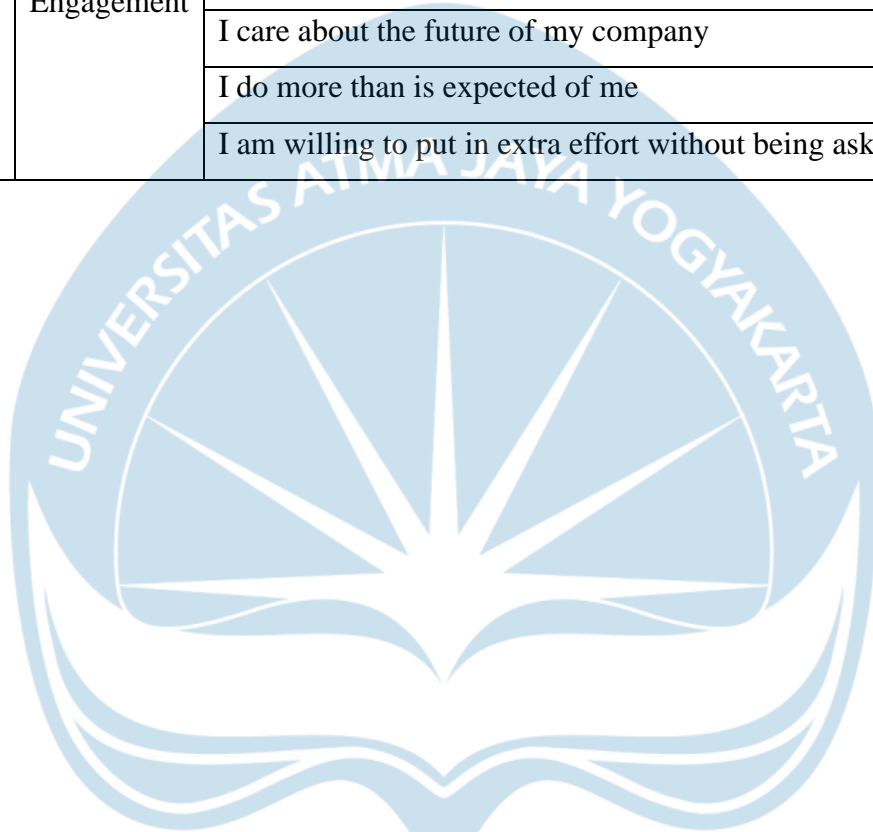 Engagement
I care about the future of my company
I do more than is expected of me
I am willing to put in extra effort without being ask
UNIVERSITAS ATMA JAYA YOGYAKARTA